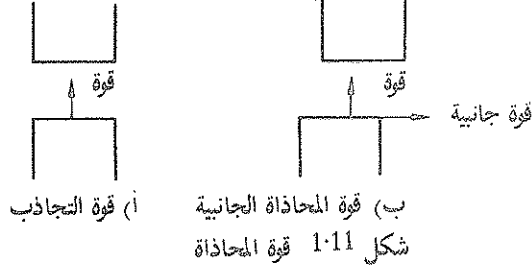 قوة
قوة
قوة جانبية
أ) قوة التجاذب
ب) قوة المحاذاة الجانبية
شكل 1·11 قوة المحاذاة